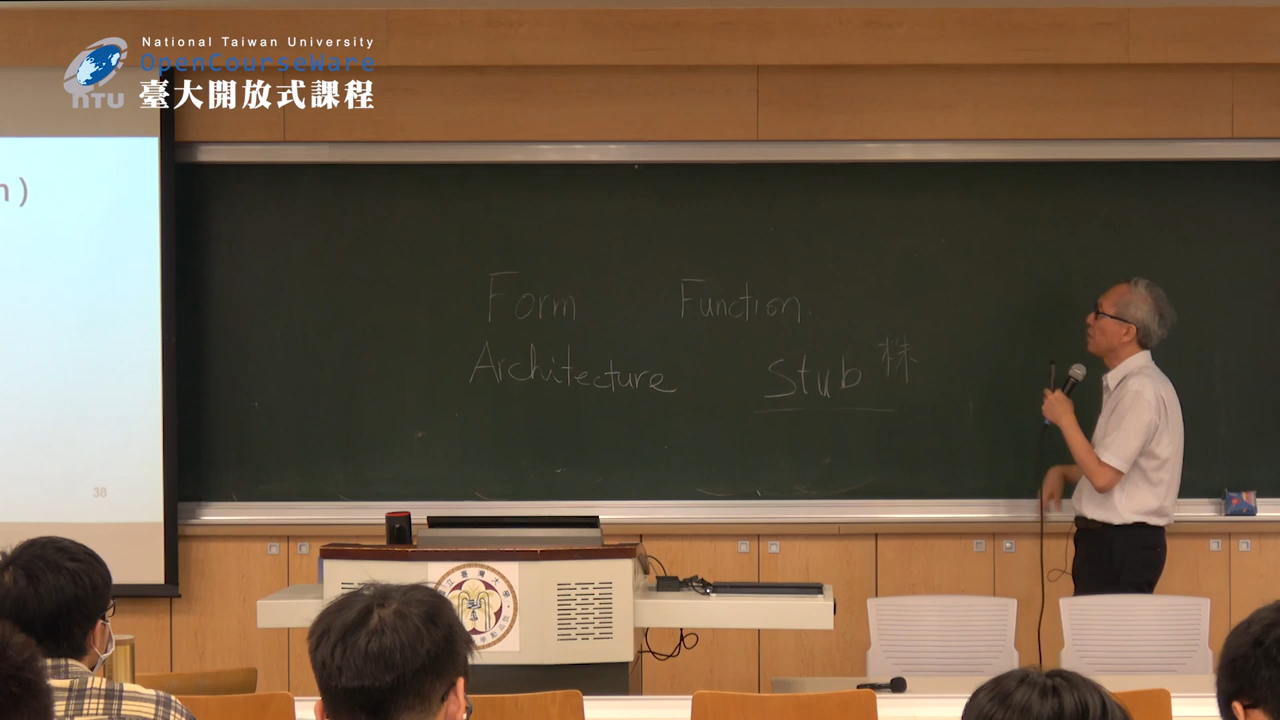 National Taiwan University
OpenCourseWare
臺大開放式課程
NTU
n )
38
Form Function.
Architecture Stub 株